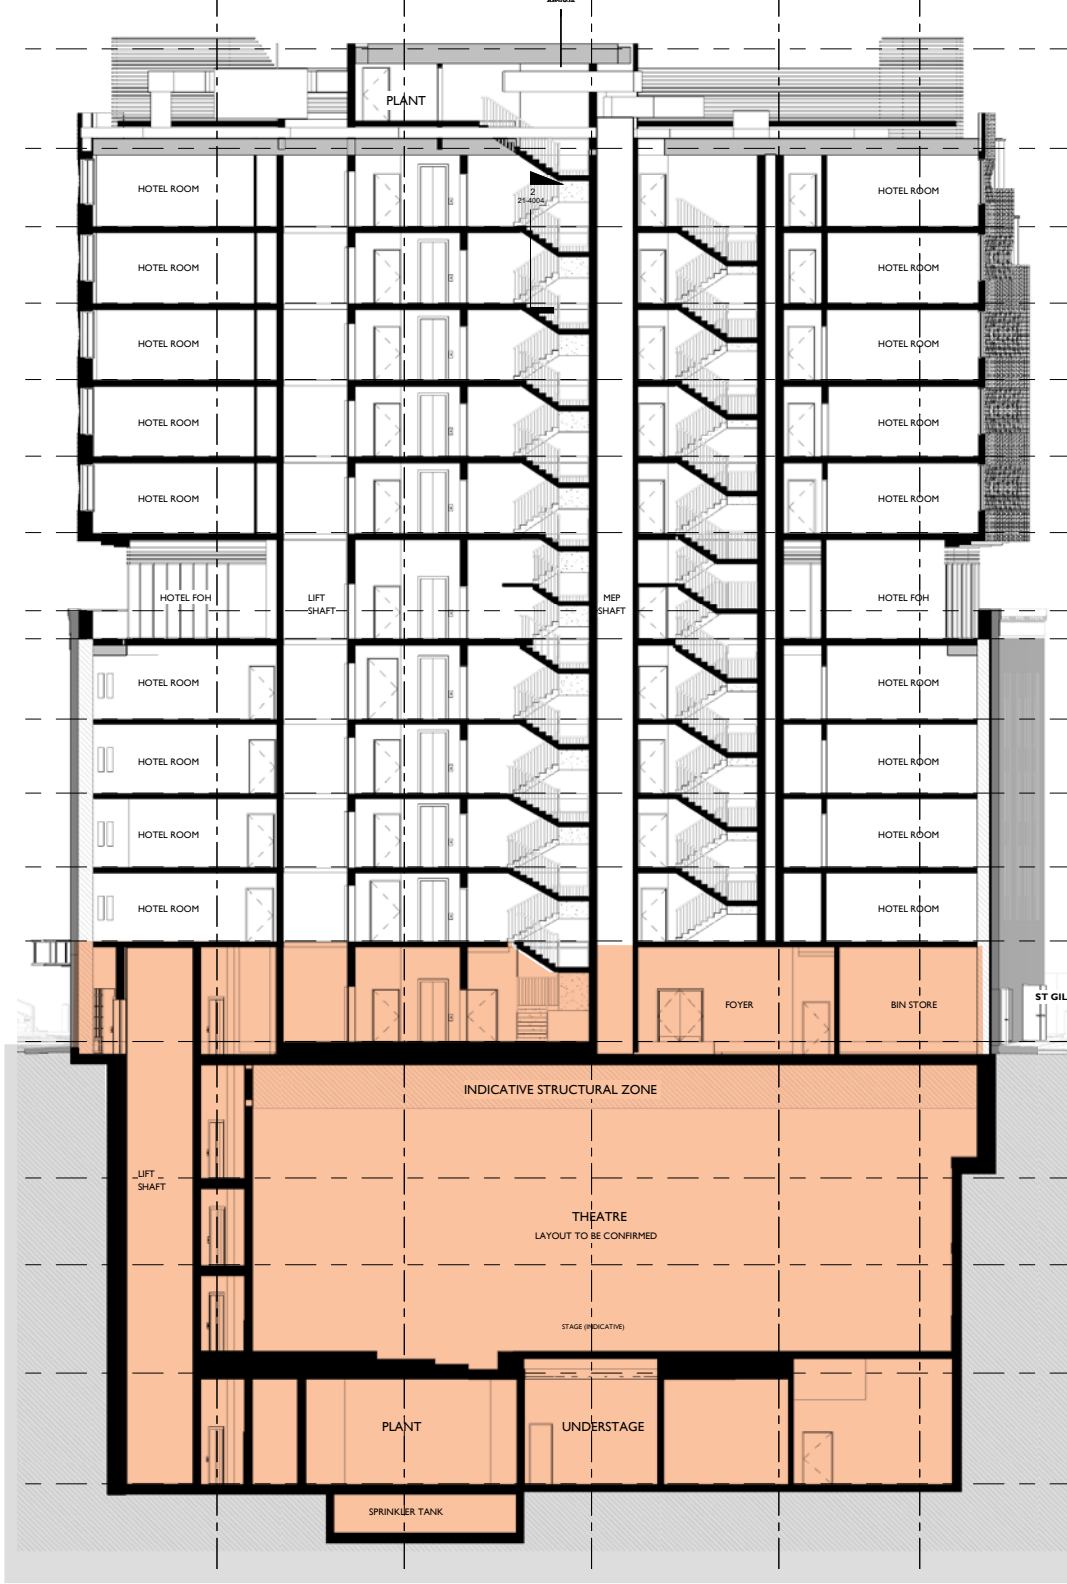 PLANT
HOTEL ROOM
HOTEL ROOM
2
21-4004
HOTEL ROOM
HOTEL ROOM
HOTEL ROOM
HOTEL ROOM
HOTEL ROOM
HOTEL ROOM
HOTEL ROOM
HOTEL ROOM
HOTEL FOH
LIFT
SHAFT
MEP
SHAFT
HOTEL FOH
HOTEL ROOM
HOTEL ROOM
HOTEL ROOM
HOTEL ROOM
HOTEL ROOM
HOTEL ROOM
HOTEL ROOM
HOTEL ROOM
FOYER
BIN STORE
ST GIL
INDICATIVE STRUCTURAL ZONE
LIFT
SHAFT
THEATRE
LAYOUT TO BE CONFIRMED
STAGE (INDICATIVE)
PLANT
UNDERSTAGE
SPRINKLER TANK